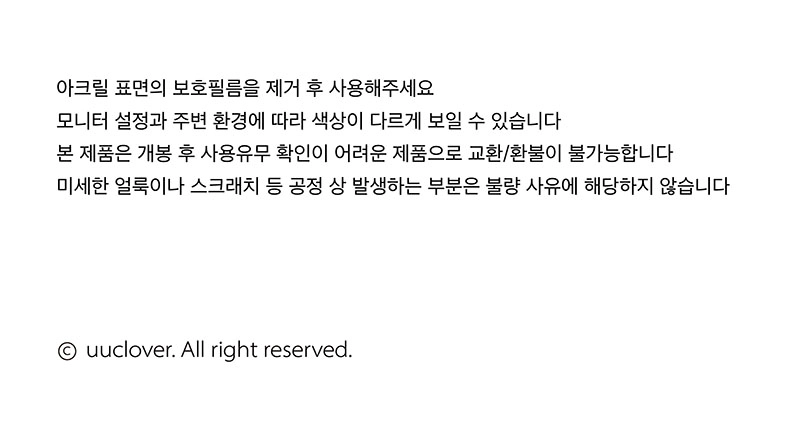 아크릴 표면의 보호필름을 제거 후 사용해주세요
모니터 설정과 주변 환경에 따라 색상이 다르게 보일 수 있습니다
본 제품은 개봉 후 사용유무 확인이 어려운 제품으로 교환/환불이 불가능합니다
미세한 얼룩이나 스크래치 등 공정 상 발생하는 부분은 불량 사유에 해당하지 않습니다
© uuclover. All right reserved.